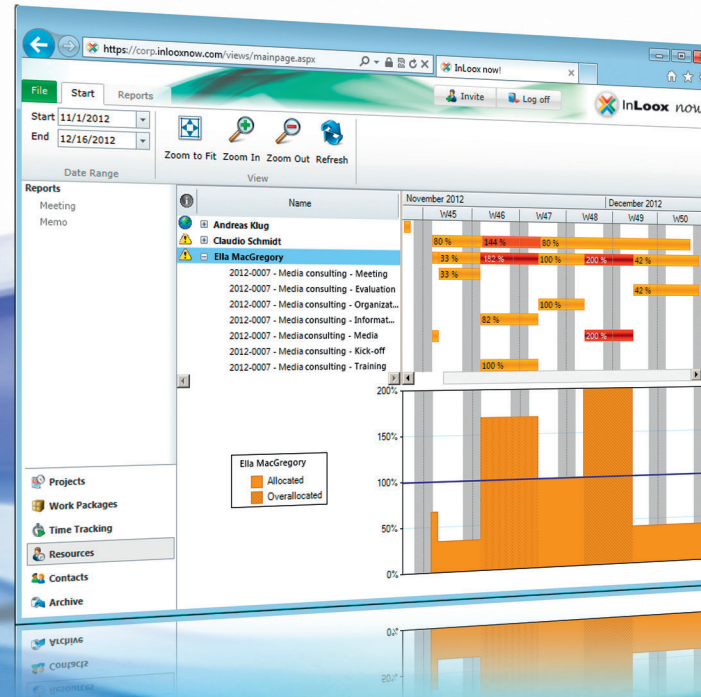 https://corp.inlooxnow.com/views/mainpage.aspx
InLoox now!
File
Start
Reports
Invite
Log off
InLoox now
Start 11/1/2012
End 12/16/2012
Date Range
Zoom to Fit
Zoom In
Zoom Out
Refresh
View
Reports
Meeting
Memo
Name
November 2012
December 2012
W45
W46
W47
W48
W49
W50
Andreas Klug
Claudio Schmidt
80 %
144 %
80 %
Ella MacGregory
33 %
182 %
100 %
200 %
42 %
2012-0007 - Media consulting - Meeting
33 %
2012-0007 - Media consulting - Evaluation
42 %
2012-0007 - Media consulting - Organizat...
100 %
2012-0007 - Media consulting - Informat...
82 %
2012-0007 - Media consulting - Media
200 %
2012-0007 - Media consulting - Kick-off
2012-0007 - Media consulting - Training
100 %
200%
150%
100%
50%
0%
Ella MacGregory
Allocated
Overallocated
Projects
Work Packages
Time Tracking
Resources
Contacts
Archive